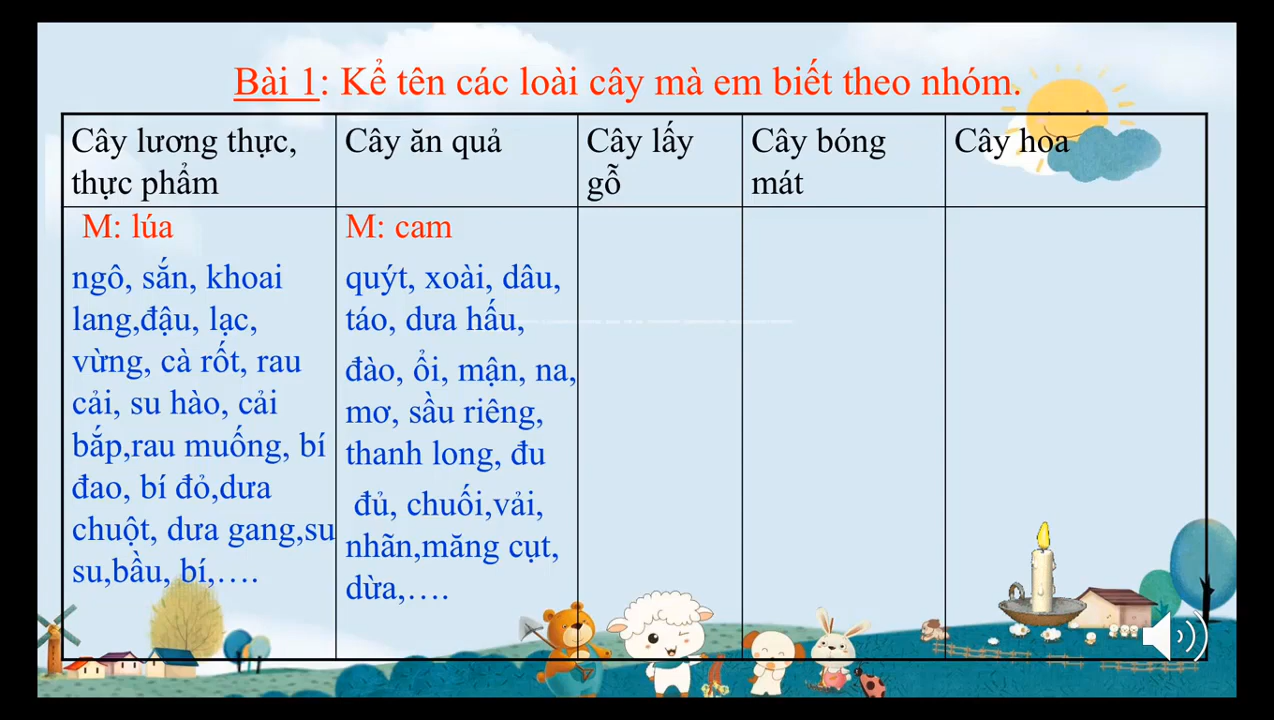 Bài 1: Kể tên các loài cây mà em biết theo nhóm.
Cây lương thực,
thực phẩm
Cây ăn quả
Cây lấy
gỗ
Cây bóng
mát
Cây hoa
M: lúa
ngô, sắn, khoai
lang,đậu, lạc,
vừng, cà rốt, rau
cải, su hào, cải
bắp,rau muống, bí
đao, bí đỏ,dưa
chuột, dưa gang,su
su,bầu, bí,….
M: cam
quýt, xoài, dâu,
táo, dưa hấu,
đào, ổi, mận, na,
mơ, sầu riêng,
thanh long, đu
đủ, chuối,vải,
nhãn,măng cụt,
dừa,….